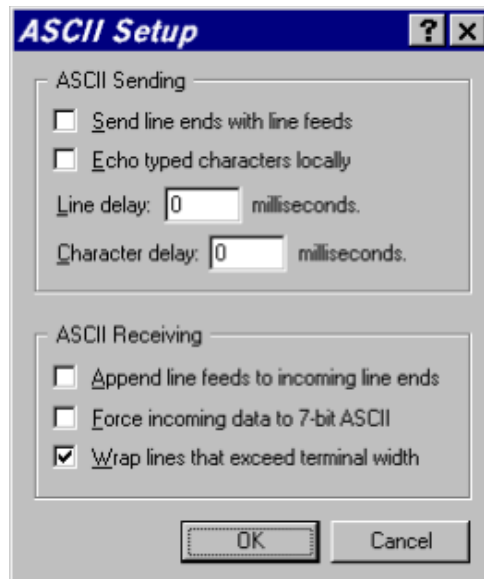 ASCII Setup
ASCII Sending
Send line ends with line feeds
Echo typed characters locally
Line delay: 0 milliseconds.
Character delay: 0 milliseconds.
ASCII Receiving
Append line feeds to incoming line ends
Force incoming data to 7-bit ASCII
Wrap lines that exceed terminal width
OK Cancel